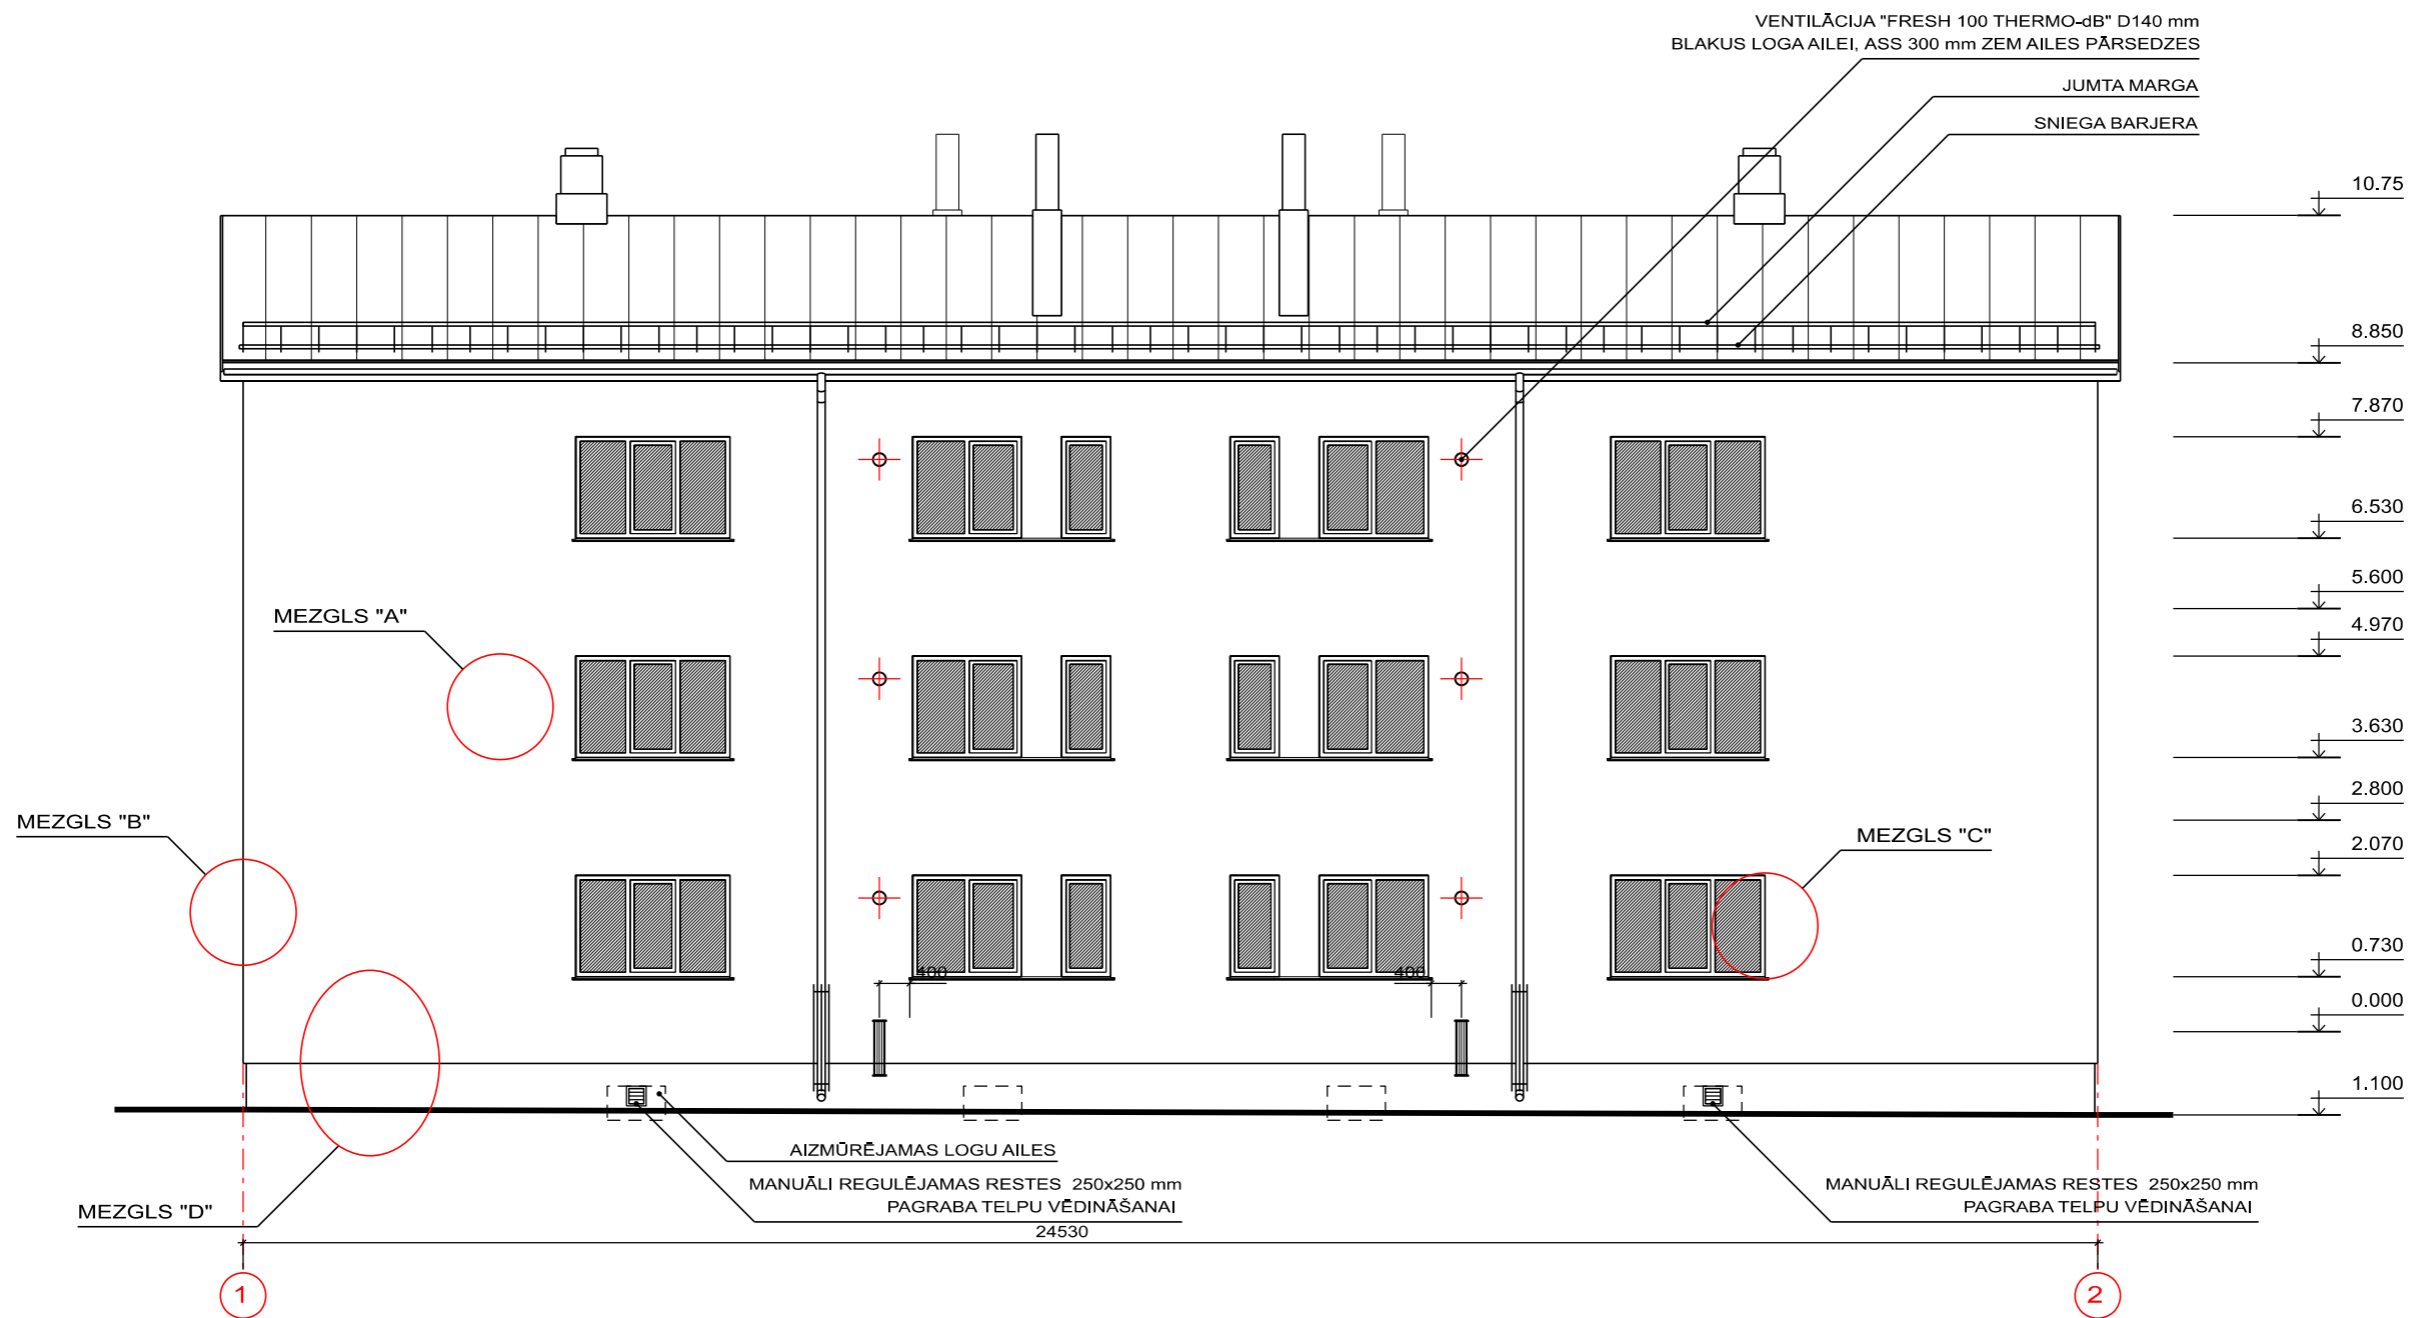 VENTILĀCIJA "FRESH 100 THERMO-dB" D140 mm
BLAKUS LOGA AILEI, ASS 300 mm ZEM AILES PĀRSEDZES
JUMTA MARGA
SNIEGA BARJERA
10.75
8.850
7.870
6.530
5.600
4.970
3.630
2.800
2.070
0.730
0.000
1.100
MEZGLS "A"
MEZGLS "B"
MEZGLS "C"
400
400
AIZMŪRĒJAMAS LOGU AILES
MANUĀLI REGULĒJAMAS RESTES 250x250 mm
PAGRABA TELPU VĒDINĀŠANAI
MANUĀLI REGULĒJAMAS RESTES 250x250 mm
PAGRABA TELPU VĒDINĀŠANAI
MEZGLS "D"
24530
1
2